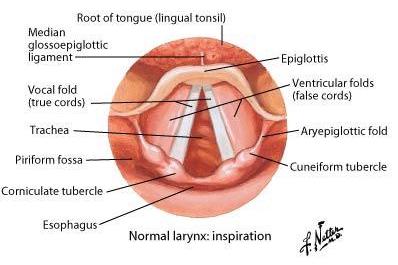 Root of tongue (lingual tonsil)
Median
glossoepiglottic
ligament
Epiglottis
Vocal fold
(true cords)
Ventricular folds
(false cords)
Trachea
Aryepiglottic fold
Piriform fossa
Cuneiform tubercle
Corniculate tubercle
Esophagus
Normal larynx: inspiration
F. Netter
M.D.